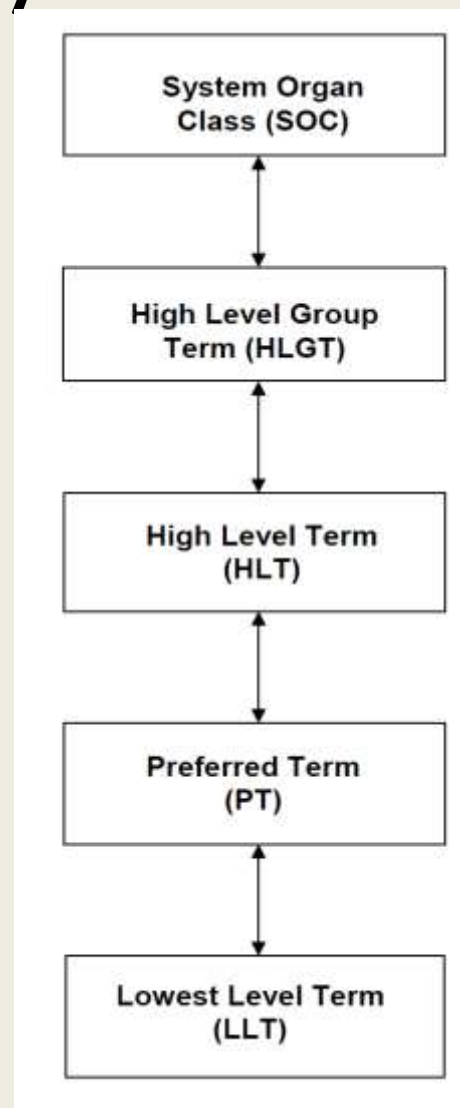 System Organ
Class (SOC)
High Level Group
Term (HLGT)
High Level Term
(HLT)
Preferred Term
(PT)
Lowest Level Term
(LLT)